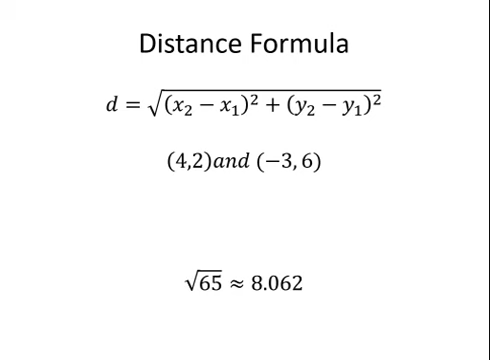 Distance Formula
d = √(x₂ − x₁)² + (y₂ − y₁)²
(4,2)and (−3, 6)
√65 ≈ 8.062